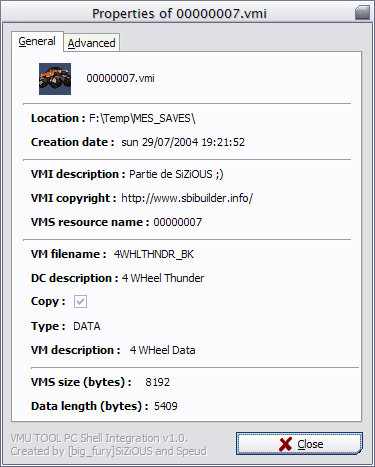 Properties of 00000007.vmi
General
Advanced
00000007.vmi
Location : F:\Temp\MES_SAVES\
Creation date : sun 29/07/2004 19:21:52
VMI description : Partie de SiZiOUS ;)
VMI copyright : http://www.sbibuilder.info/
VMS resource name : 00000007
VM filename : 4WHLTHNDR_BK
DC description : 4 WHeel Thunder
Copy :
Type : DATA
VM description : 4 WHeel Data
VMS size (bytes) : 8192
Data length (bytes) : 5409
VMU TOOL PC Shell Integration v1.0.
Created by [big_fury]SiZiOUS and Speud
Close